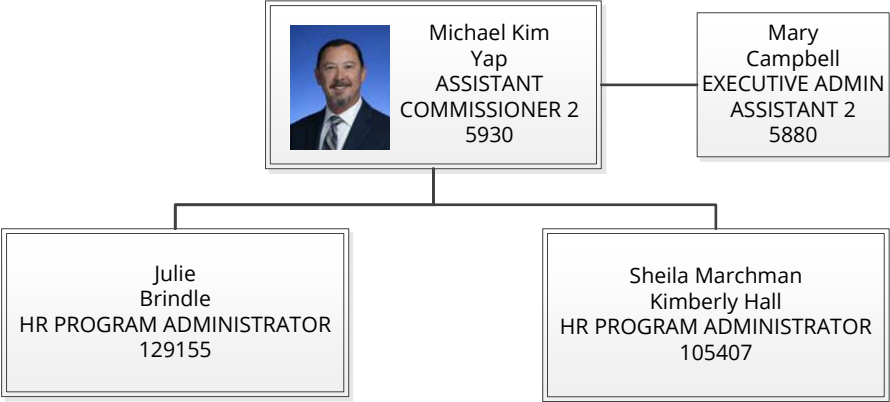 Michael Kim
Yap
ASSISTANT
COMMISSIONER 2
5930
Mary
Campbell
EXECUTIVE ADMIN
ASSISTANT 2
5880
Julie
Brindle
HR PROGRAM ADMINISTRATOR
129155
Sheila Marchman
Kimberly Hall
HR PROGRAM ADMINISTRATOR
105407